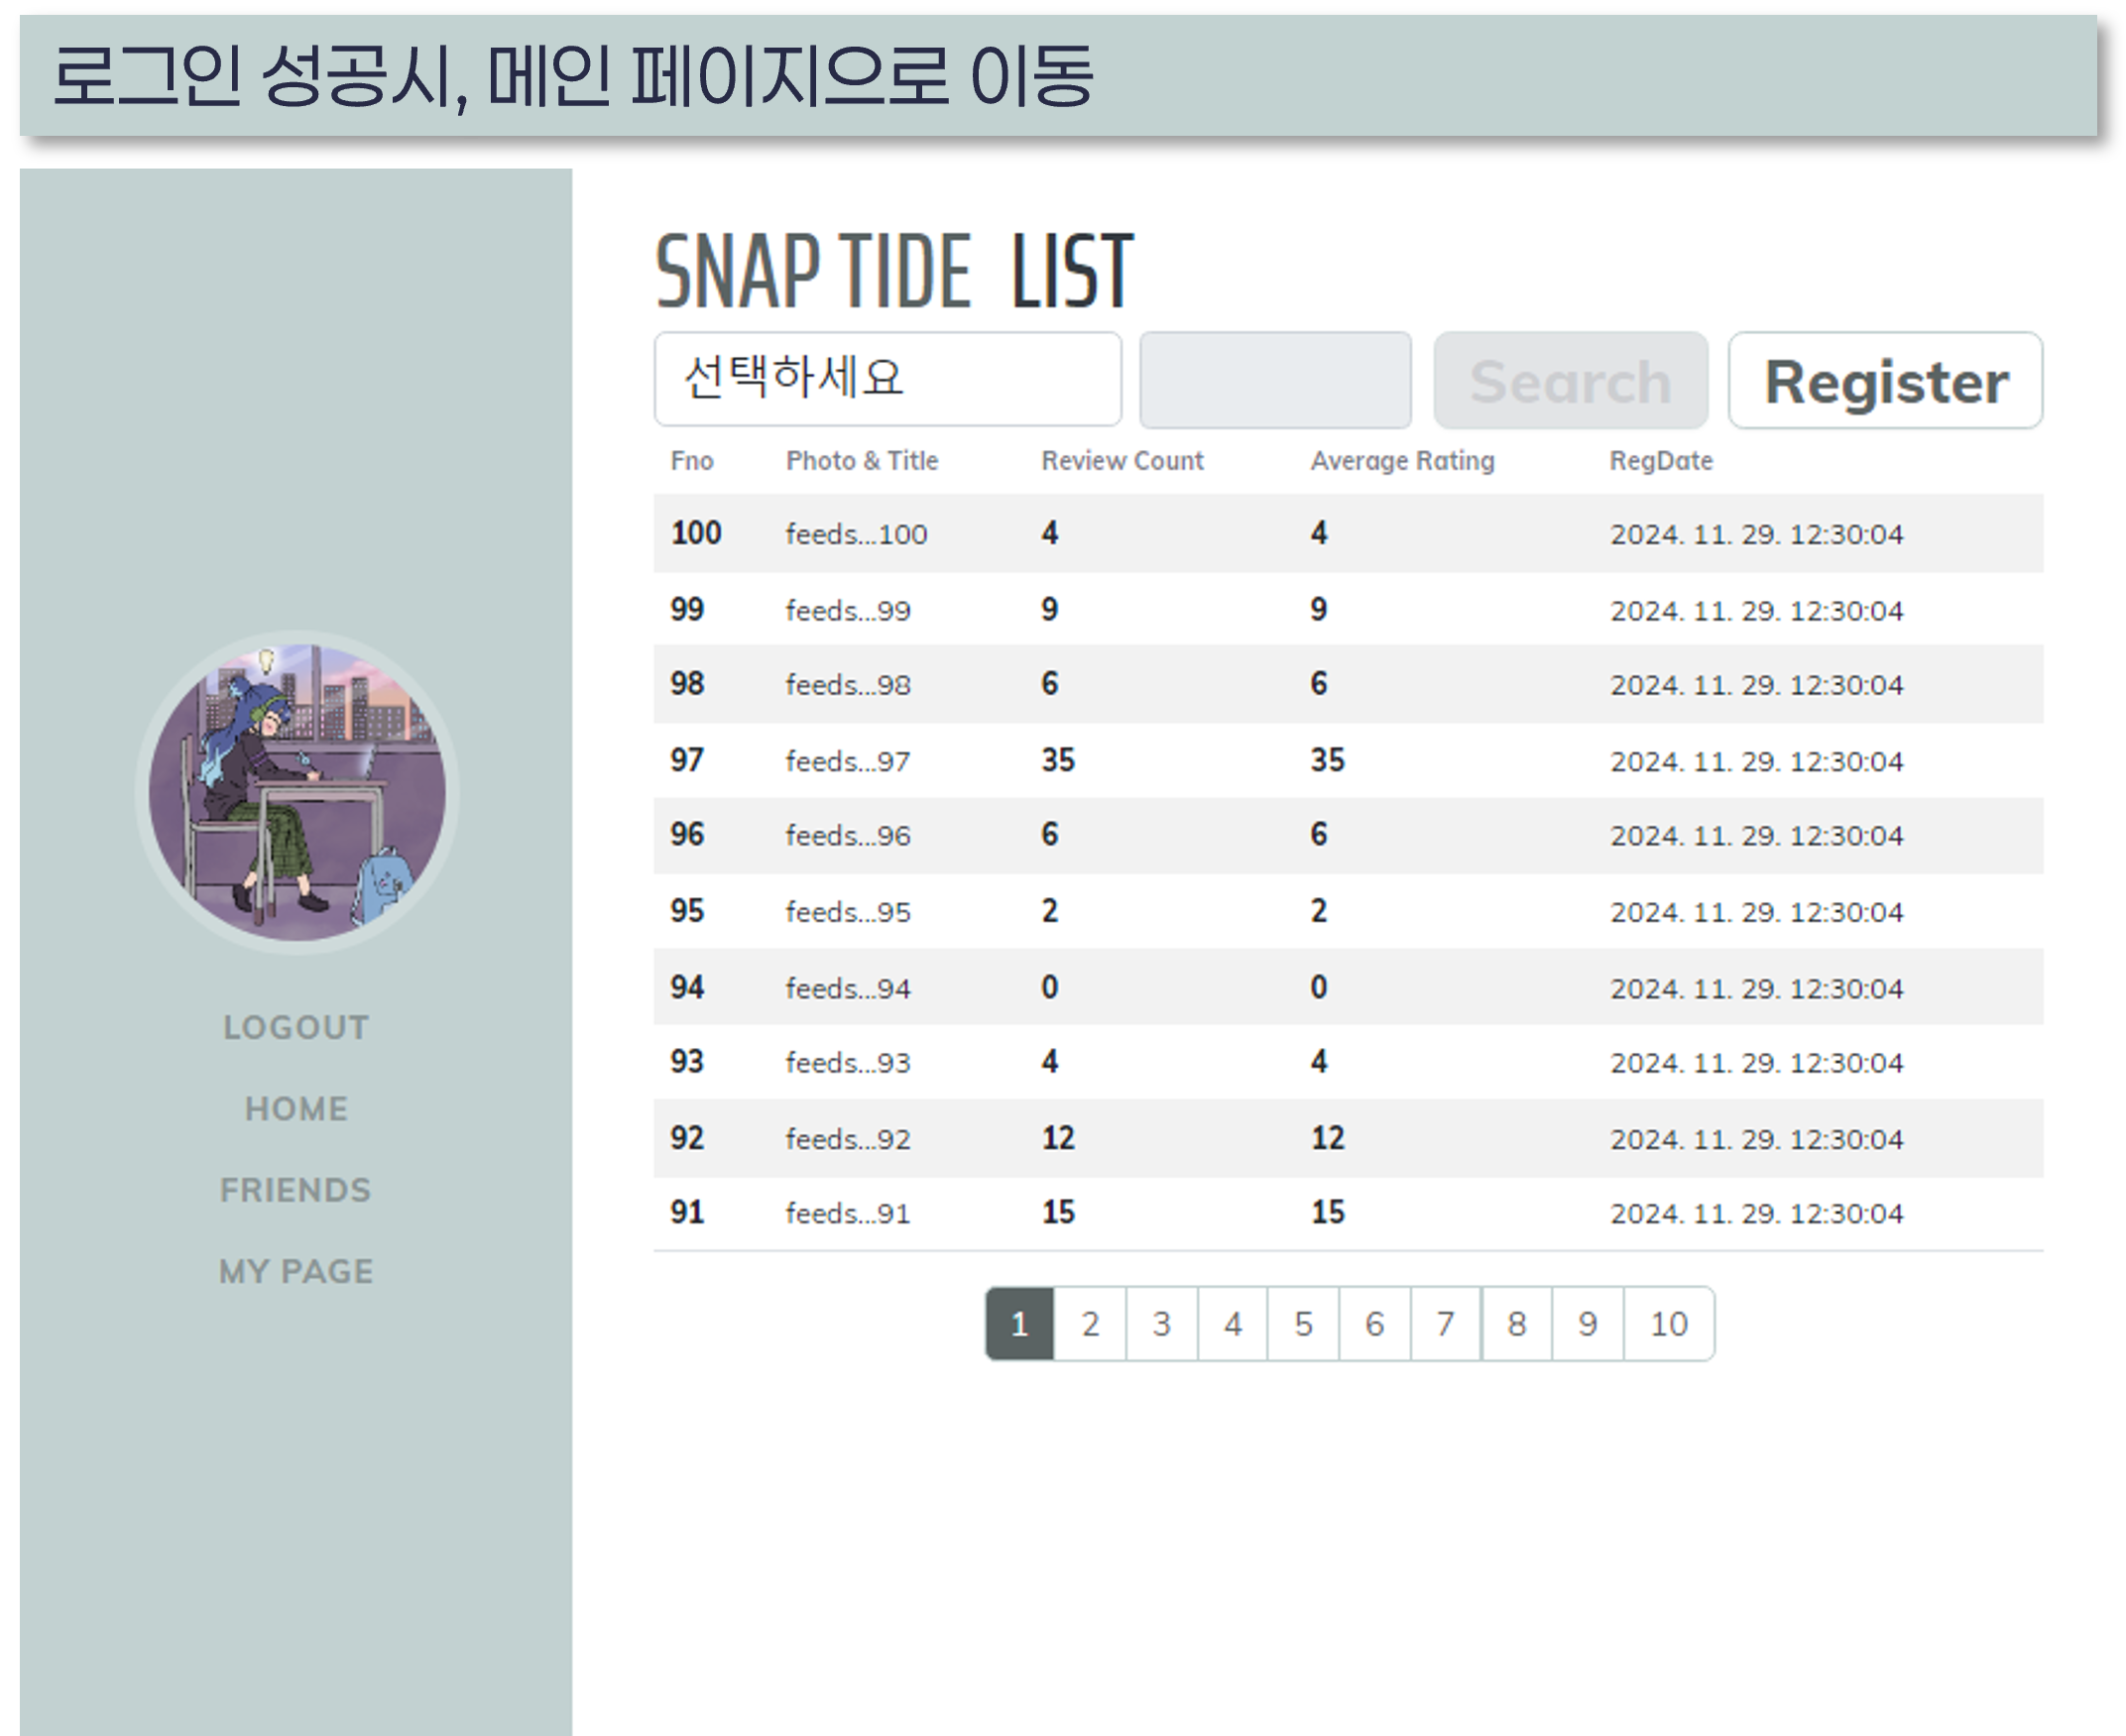 로그인 성공시, 메인 페이지으로 이동
SNAP TIDE LIST
선택하세요 Search Register
Fno Photo & Title Review Count Average Rating RegDate
100 feeds...100 4 4 2024. 11. 29. 12:30:04
99 feeds...99 9 9 2024. 11. 29. 12:30:04
98 feeds...98 6 6 2024. 11. 29. 12:30:04
97 feeds...97 35 35 2024. 11. 29. 12:30:04
96 feeds...96 6 6 2024. 11. 29. 12:30:04
95 feeds...95 2 2 2024. 11. 29. 12:30:04
94 feeds...94 0 0 2024. 11. 29. 12:30:04
93 feeds...93 4 4 2024. 11. 29. 12:30:04
92 feeds...92 12 12 2024. 11. 29. 12:30:04
91 feeds...91 15 15 2024. 11. 29. 12:30:04
1 2 3 4 5 6 7 8 9 10
LOGOUT
HOME
FRIENDS
MY PAGE